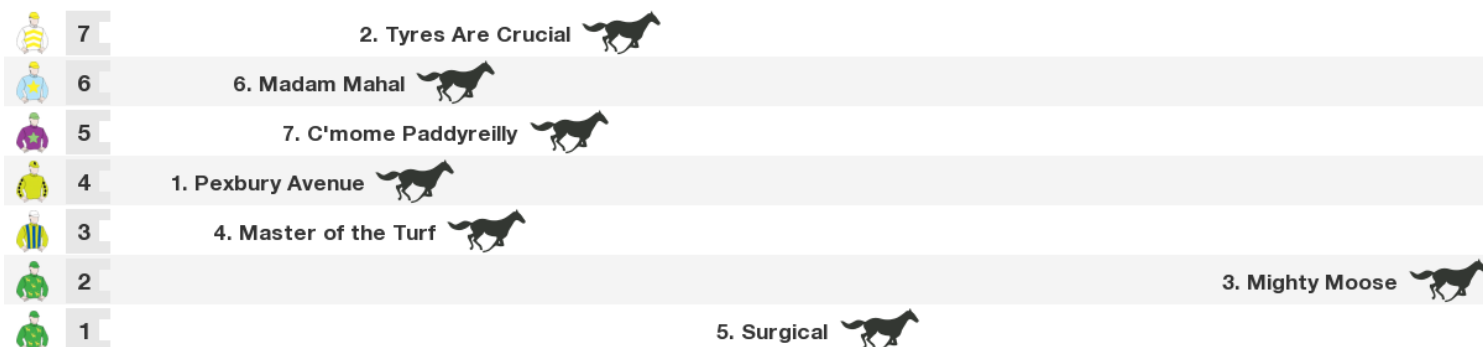 7 2. Tyres Are Crucial
6 6. Madam Mahal
5 7. C'mome Paddyreilly
4 1. Pexbury Avenue
3 4. Master of the Turf
2 3. Mighty Moose
1 5. Surgical